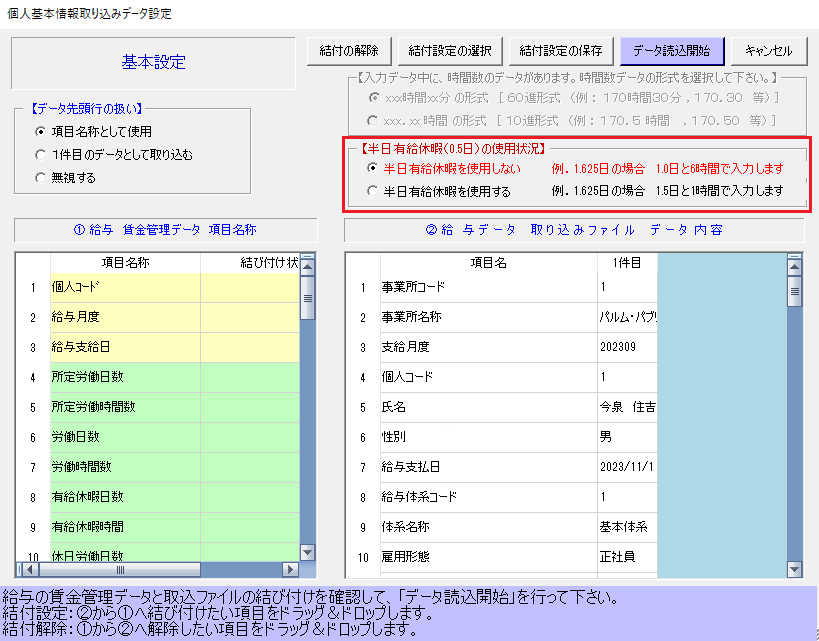 個人基本情報取り込みデータ設定
基本設定
結付の解除 結付設定の選択 結付設定の保存 データ読込開始 キャンセル
【入力データ中に、時間数のデータがあります。時間数データの形式を選択して下さい。】
xxx時間xx分 の形式 [ 60進形式 (例: 170時間30分 , 170.30 等) ]
xxx.xx 時間 の形式 [ 10進形式 (例: 170.5 時間 , 170.50 等) ]
【データ先頭行の扱い】
項目名称として使用
1件目のデータとして取り込む
無視する
【半日有給休暇(0.5日)の使用状況】
半日有給休暇を使用しない 例. 1.625日の場合 1.0日と6時間で入力します
半日有給休暇を使用する 例. 1.625日の場合 1.5日と1時間で入力します
①給与 賃金管理データ 項目名称
項目名称 結び付け状
1 個人コード
2 給与月度
3 給与支給日
4 所定労働日数
5 所定労働時間数
6 労働日数
7 労働時間数
8 有給休暇日数
9 有給休暇時間
10 休日労働日数
②給 与データ 取り込みファイル データ内容
項目名 1件目
1 事業所コード 1
2 事業所名称 パルム・パブリ
3 支給月度 202309
4 個人コード 1
5 氏名 今泉 住吉
6 性別 男
7 給与支払日 2023/11/1
8 給与体系コード 1
9 体系名称 基本体系
10 雇用形態 正社員
給与の賃金管理データと取込ファイルの結び付けを確認して、「データ読込開始」を行って下さい。
結付設定：②から①へ結び付けたい項目をドラッグ＆ドロップします。
結付解除：①から②へ解除したい項目をドラッグ＆ドロップします。